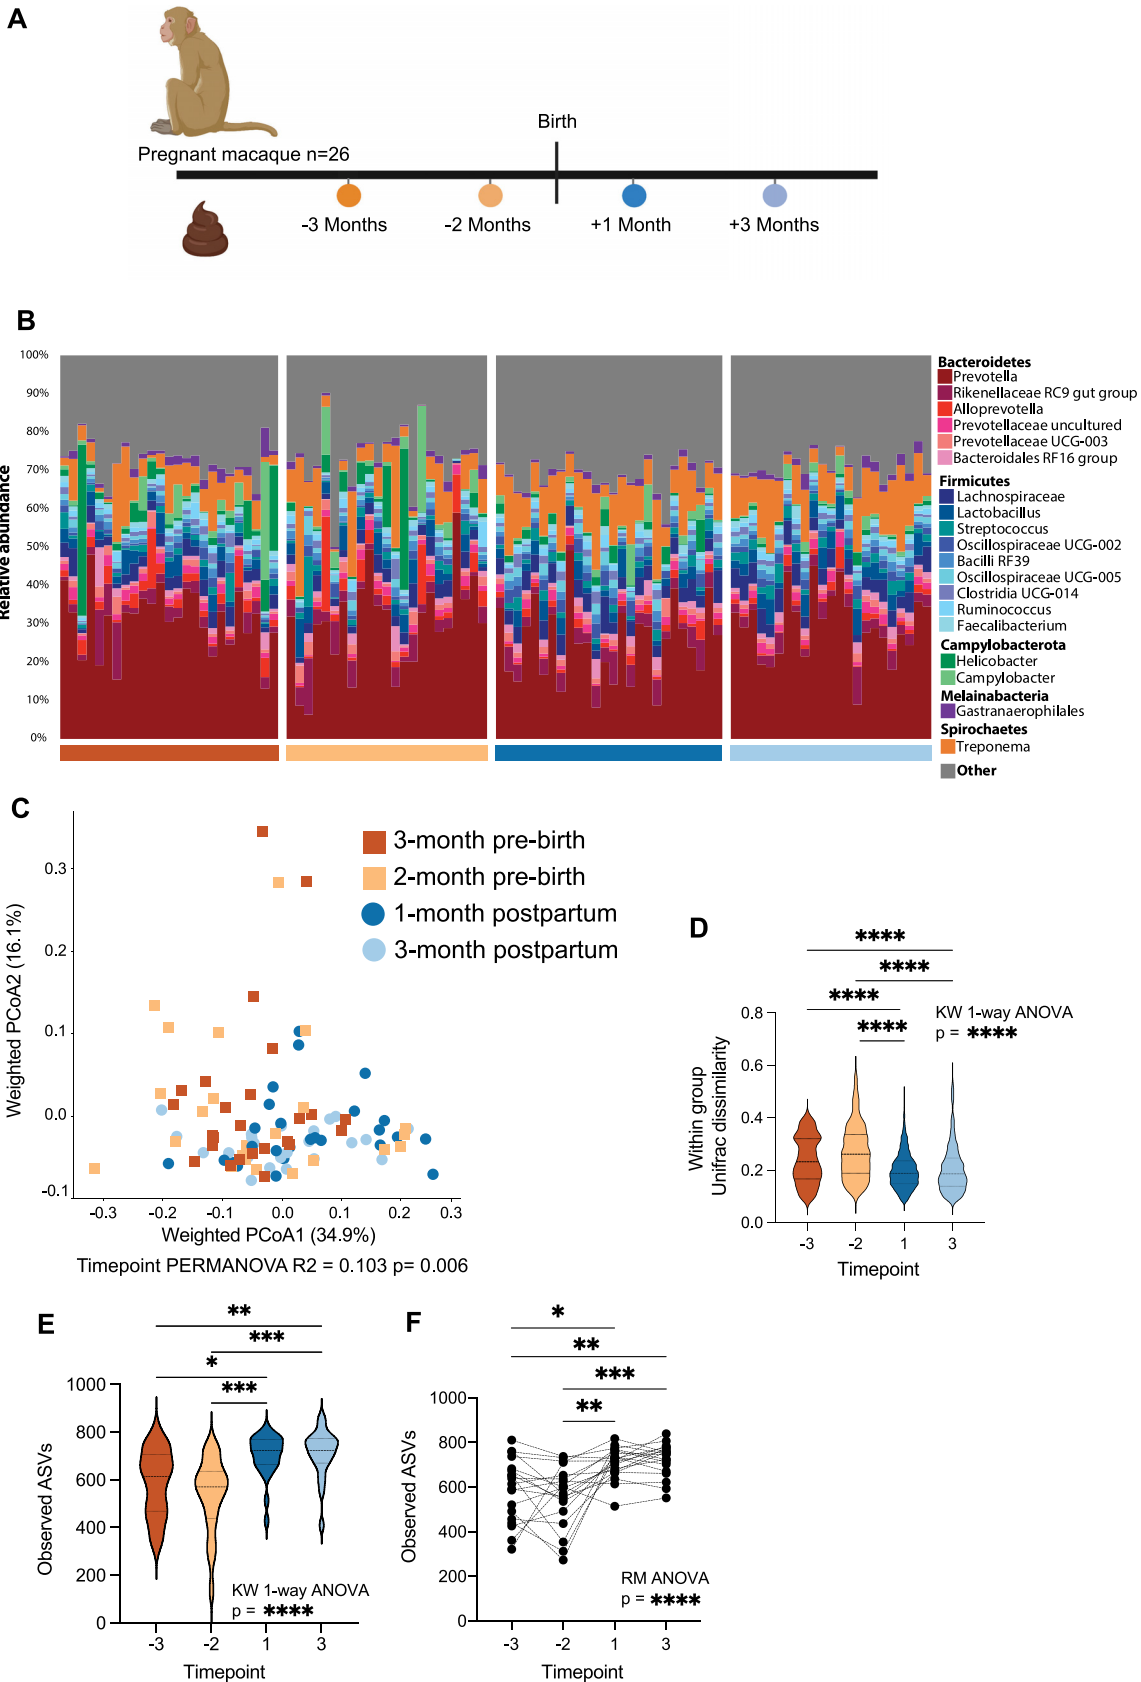 A
Pregnant macaque n=26
Birth
-3 Months
-2 Months
+1 Month
+3 Months
B
Relative abundance
100%
90%
80%
70%
60%
50%
40%
30%
20%
10%
0%
Bacteroidetes
Prevotella
Rikenellaceae RC9 gut group
Alloprevotella
Prevotellaceae uncultured
Prevotellaceae UCG-003
Bacteroidales RF16 group
Firmicutes
Lachnospiraceae
Lactobacillus
Streptococcus
Oscillospiraceae UCG-002
Bacilli RF39
Oscillospiraceae UCG-005
Clostridia UCG-014
Ruminococcus
Faecalibacterium
Campylobacterota
Helicobacter
Campylobacter
Melainabacteria
Gastranaerophilales
Spirochaetes
Treponema
Other
C
Weighted PCoA2 (16.1%)
0.3
0.2
0.1
0.0
-0.1
-0.3
-0.2
-0.1
0.0
0.1
0.2
0.3
Weighted PCoA1 (34.9%)
Timepoint PERMANOVA R2 = 0.103 p= 0.006
3-month pre-birth
2-month pre-birth
1-month postpartum
3-month postpartum
D
****
****
****
****
KW 1-way ANOVA
p = ****
Within group
Unifrac dissimilarity
0.8
0.6
0.4
0.2
0.0
-3
-2
1
3
Timepoint
E
**
***
*
***
Observed ASVs
1000
800
600
400
200
0
KW 1-way ANOVA
p = ****
-3
-2
1
3
Timepoint
F
*
**
***
**
Observed ASVs
1000
800
600
400
200
0
RM ANOVA
p = ****
-3
-2
1
3
Timepoint